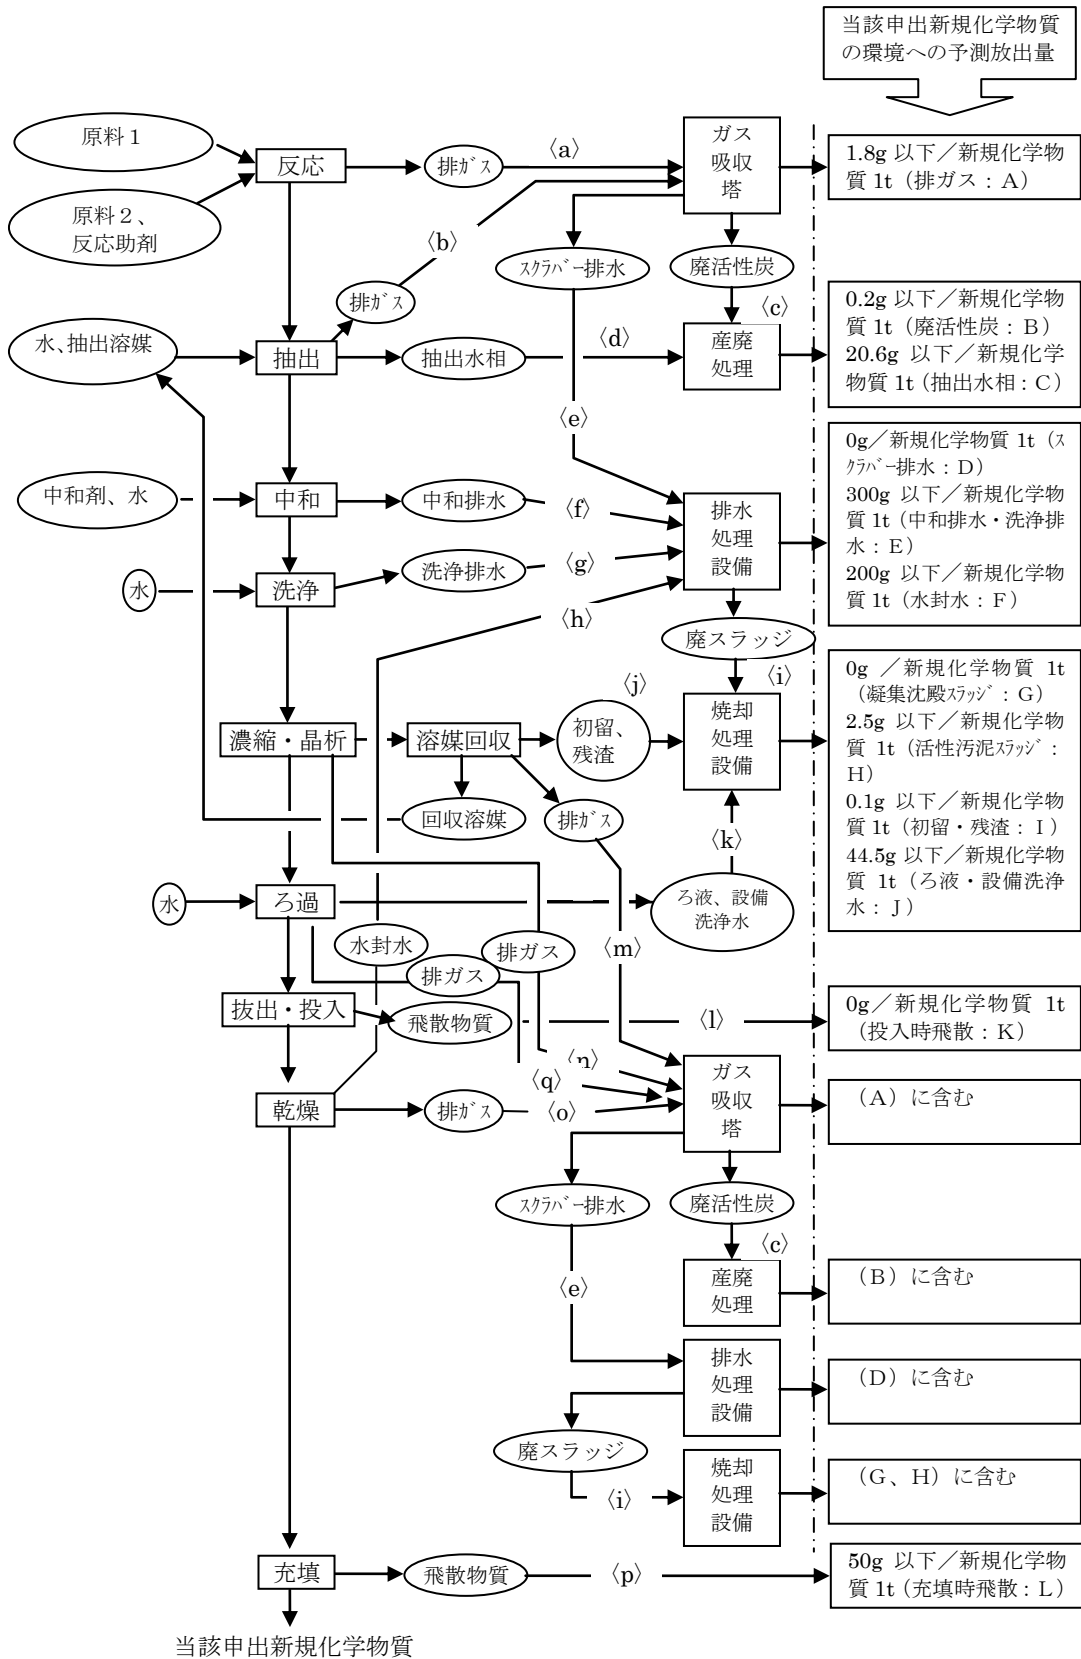 当該申出新規化学物質
の環境への予測放出量
原料１
反応
排ガス
〈a〉
ガス
吸収
塔
1.8g 以下／新規化学物
質 1t（排ガス：Ａ）
原料２、
反応助剤
〈b〉
スクラバー排水
廃活性炭
排ガス
〈c〉
0.2g 以下／新規化学物
質 1t（廃活性炭：Ｂ）
20.6g 以下／新規化学
物質 1t（抽出水相：Ｃ）
水、抽出溶媒
抽出
抽出水相
〈d〉
産廃
処理
〈e〉
0g／新規化学物質 1t（ス
クラバー排水：Ｄ）
300g 以下／新規化学物
質 1t（中和排水・洗浄排
水：Ｅ）
200g 以下／新規化学物
質 1t（水封水：Ｆ）
中和剤、水
中和
中和排水
〈f〉
排水
処理
設備
水
洗浄
洗浄排水
〈g〉
〈h〉
廃スラッジ
〈i〉
0g ／新規化学物質 1t
（凝集沈殿スラッジ：Ｇ）
2.5g 以下／新規化学物
質 1t（活性汚泥スラッジ：
Ｈ）
0.1g 以下／新規化学物
質 1t（初留・残渣：Ｉ）
44.5g 以下／新規化学物
質 1t（ろ液・設備洗浄
水：Ｊ）
〈j〉
濃縮・晶析
溶媒回収
初留、
残渣
焼却
処理
設備
回収溶媒
排ガス
〈k〉
水
ろ過
ろ液、設備
洗浄水
水封水
排ガス
排ガス
〈m〉
抜出・投入
飛散物質
〈l〉
0g／新規化学物質 1t
（投入時飛散：Ｋ）
〈n〉
〈q〉
乾燥
排ガス
〈o〉
ガス
吸収
塔
（Ａ）に含む
スクラバー排水
廃活性炭
〈c〉
〈e〉
産廃
処理
（Ｂ）に含む
排水
処理
設備
（Ｄ）に含む
廃スラッジ
〈i〉
焼却
処理
設備
（Ｇ、Ｈ）に含む
充填
飛散物質
〈p〉
50g 以下／新規化学物
質 1t（充填時飛散：Ｌ）
当該申出新規化学物質